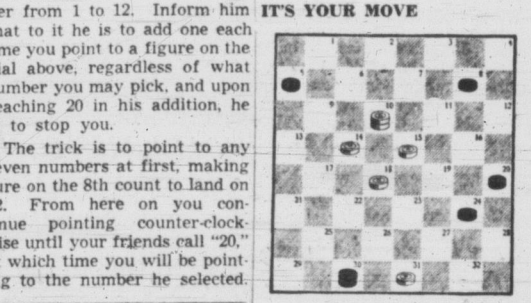 er from 1 to 12. Inform him
hat to it he is to add one each
me you point to a figure on the
ial above, regardless of what
umber you may pick, and upon
eaching 20 in his addition, he
to stop you.
The trick is to point to any
even numbers at first, making
ure on the 8th count to land on
2. From here on you con-
nue pointing counter-clock-
ise until your friends call "20,"
which time you will be point-
g to the number he selected.
IT'S YOUR MOVE
1 2 3 4
5 6 7 8
9 10 11 12
13 14 15 16
17 18 19 20
21 22 23 24
25 26 27 28
29 30 31 32